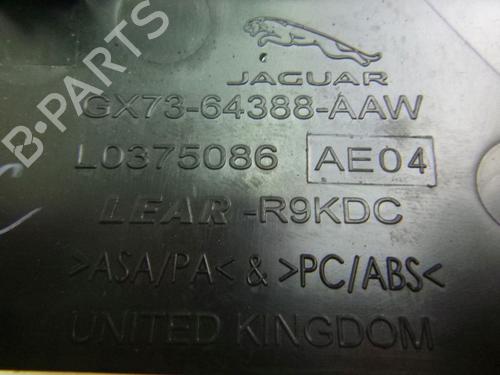 B-PARTS
JAGUAR
GX73-64388-AAW
L0375086 AE04
LEAR-R9KDC
>ASA/PA< & >PC/ABS<
UNITED KINGDOM